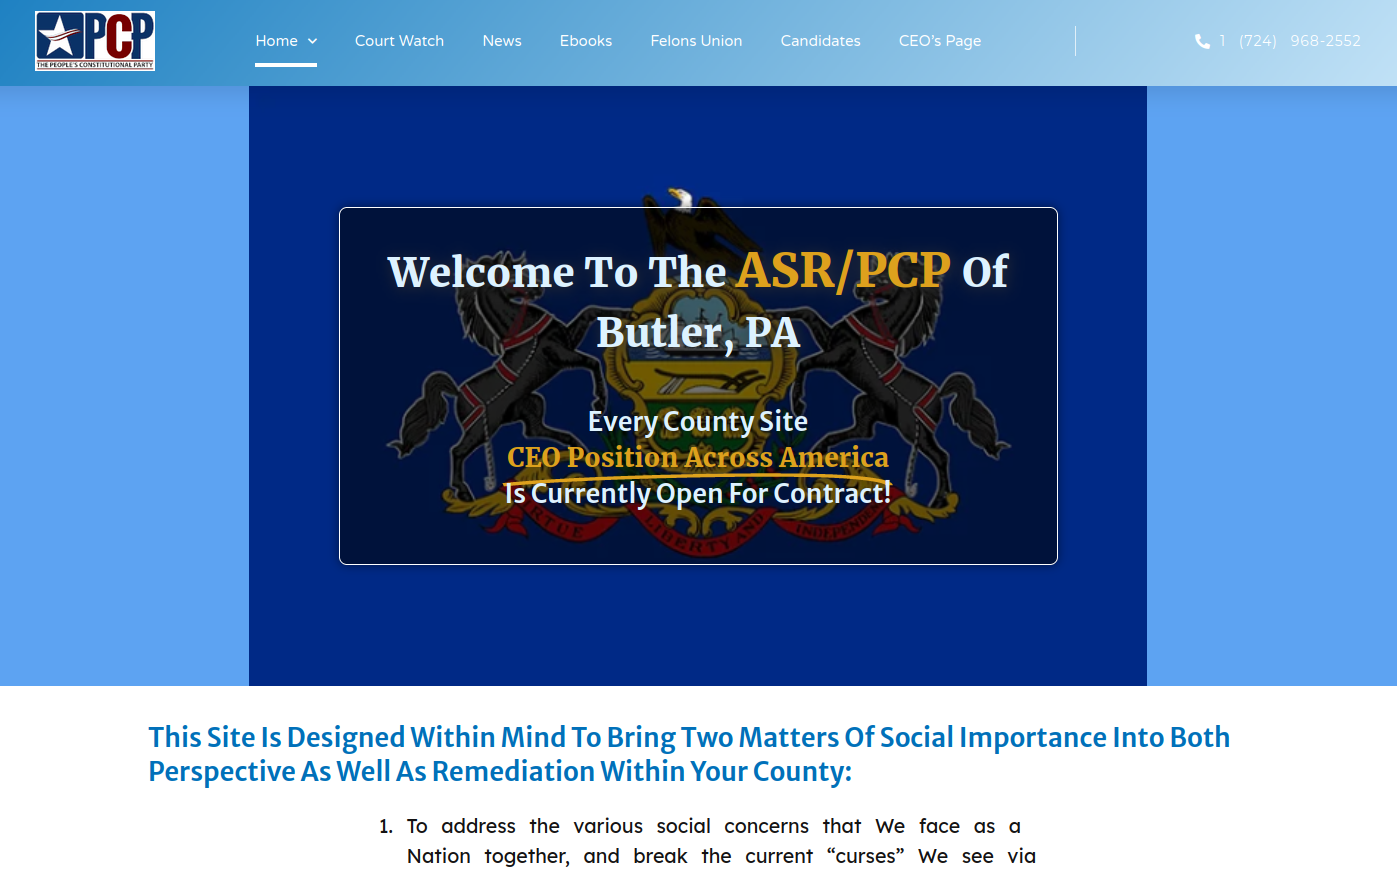 PCP
THE PEOPLE'S CONSTITUTIONAL PARTY
Home
Court Watch
News
Ebooks
Felons Union
Candidates
CEO's Page
1 (724) 968-2552
Welcome To The ASR/PCP Of
Butler, PA
Every County Site
CEO Position Across America
Is Currently Open For Contract!
VIRTUE
LIBERTY AND
INDEPENDENCE
This Site Is Designed Within Mind To Bring Two Matters Of Social Importance Into Both
Perspective As Well As Remediation Within Your County:
1. To address the various social concerns that We face as a
Nation together, and break the current “curses” We see via